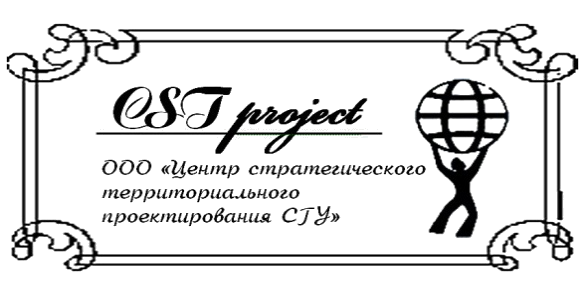 CST project
ООО «Центр стратегического
территориального
проектирования СГУ»